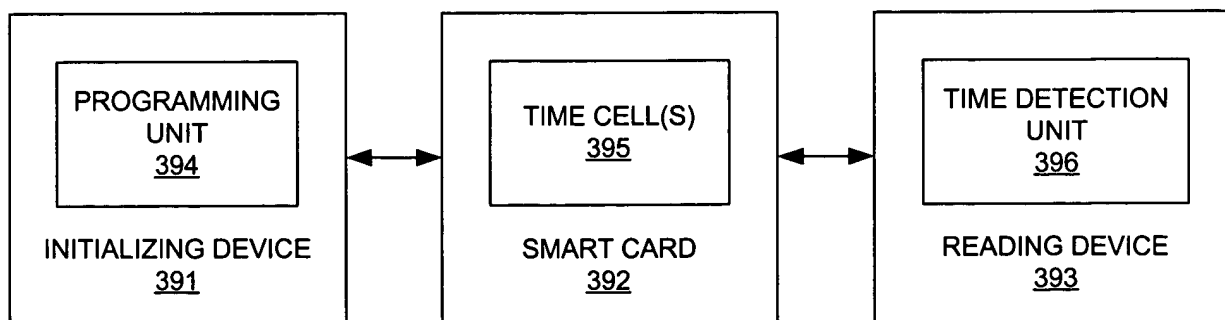 PROGRAMMING
UNIT
394
INITIALIZING DEVICE
391
TIME CELL(S)
395
SMART CARD
392
TIME DETECTION
UNIT
396
READING DEVICE
393